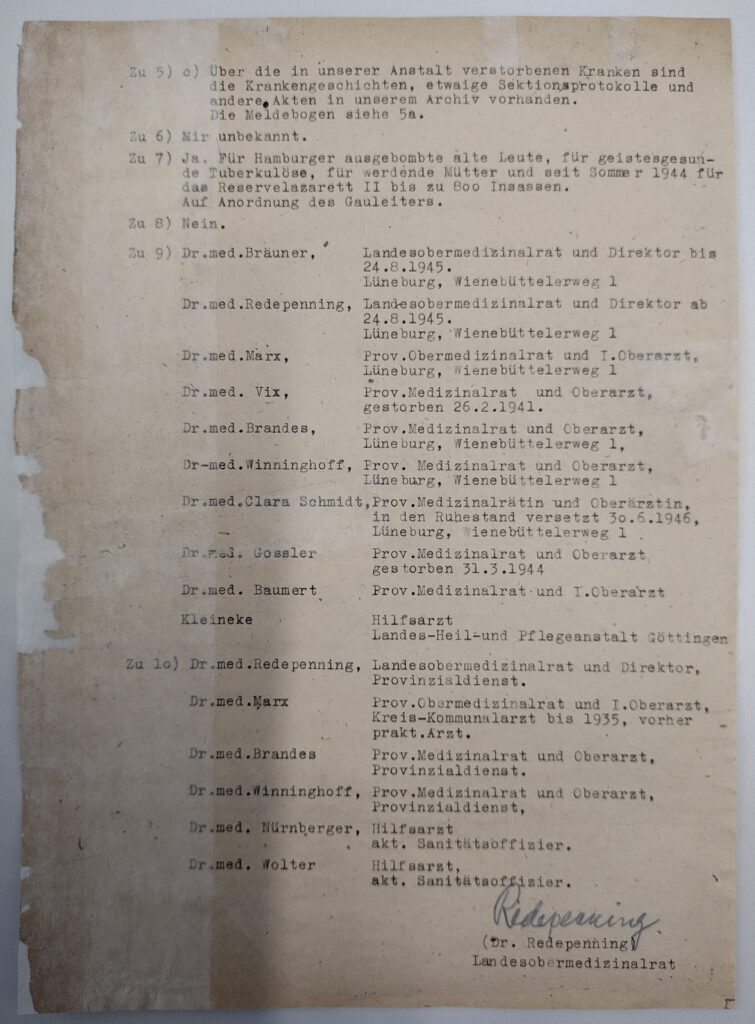 Zu 5) c) Über die in unserer Anstalt verstorbenen Kranken sind
die Krankengeschichten, etwaige Sektionsprotokolle und
andere Akten in unserem Archiv vorhanden.
Die Meldebogen siehe 5a.
Zu 6) Mir unbekannt.
Zu 7) Ja. Für Hamburger ausgebombte alte Leute, für geistesgesun-
de Tuberkulöse, für werdende Mütter und seit Sommer 1944 für
das Reservelazarett II bis zu 8oo Insassen.
Auf Anordnung des Gauleiters.
Zu 8) Nein.
Zu 9) Dr.med.Bräuner, Landesobermedizinalrat und Direktor bis
24.8.1945.
Lüneburg, Wienebüttelerweg 1
Dr.med.Redepenning, Landesobermedizinalrat und Direktor ab
24.8.1945.
Lüneburg, Wienebüttelerweg 1
Dr.med.Marx, Prov.Obermedizinalrat und I.Oberarzt,
Lüneburg, Wienebüttelerweg 1
Dr.med. Vix, Prov.Medizinalrat und Oberarzt,
gestorben 26.2.1941.
Dr.med.Brandes, Prov.Medizinalrat und Oberarzt,
Lüneburg, Wienebüttelerweg 1,
Dr-med.Winninghoff, Prov. Medizinalrat und Oberarzt,
Lüneburg, Wienebüttelerweg 1
Dr.med.Clara Schmidt, Prov.Medizinalrätin und Oberärztin,
in den Ruhestand versetzt 3o.6.1946,
Lüneburg, Wienebüttelerweg 1
Dr.med. Gossler Prov.Medizinalrat und Oberarzt
gestorben 31.3.1944
Dr.med. Baumert Prov.Medizinalrat und I.Oberarzt
Kleineke Hilfsarzt
Landes-Heil-und Pflegeanstalt Göttingen
Zu 1o) Dr.med.Redepenning, Landesobermedizinalrat und Direktor,
Provinzialdienst.
Dr.med.Marx Prov.Obermedizinalrat und I.Oberarzt,
Kreis-Kommunalarzt bis 1935, vorher
prakt.Arzt.
Dr.med.Brandes Prov.Medizinalrat und Oberarzt,
Provinzialdienst.
Dr.med.Winninghoff, Prov.Medizinalrat und Oberarzt,
Provinzialdienst,
Dr.med. Nürnberger, Hilfsarzt
akt. Sanitätsoffizier.
Dr.med. Wolter Hilfsarzt,
akt. Sanitätsoffizier.
Redepenning.
(Dr. Redepenning)
Landesobermedizinalrat